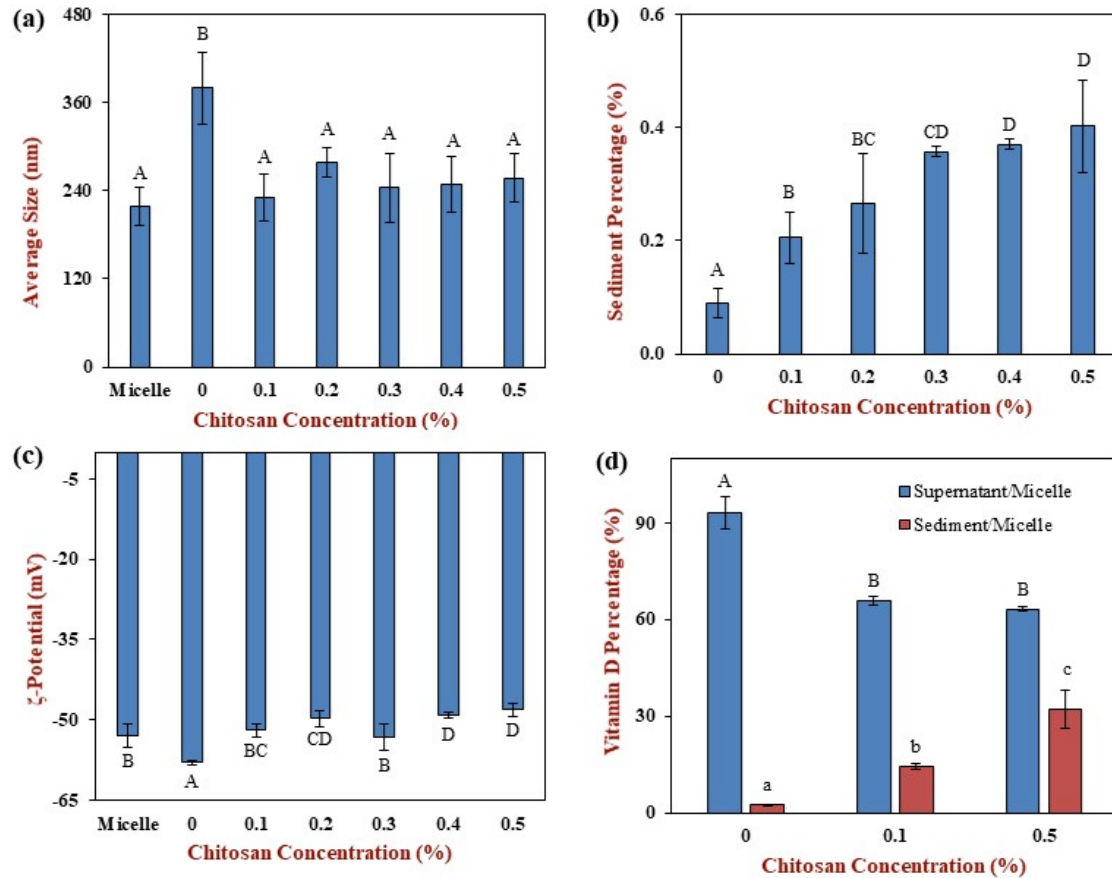 (a)
480
360
240
120
0
Average Size (nm)
A
B
A
A
A
A
A
Micelle 0 0.1 0.2 0.3 0.4 0.5
Chitosan Concentration (%)
(b)
0.6
0.4
0.2
0.0
Sediment Percentage (%)
A
B
BC
CD
D
D
0 0.1 0.2 0.3 0.4 0.5
Chitosan Concentration (%)
(c)
-5
-20
-35
-50
-65
ζ-Potential (mV)
B
A
BC
CD
B
D
D
Micelle 0 0.1 0.2 0.3 0.4 0.5
Chitosan Concentration (%)
(d)
90
60
30
0
Vitamin D Percentage (%)
Supernatant/Micelle
Sediment/Micelle
A
a
B
b
B
c
0 0.1 0.5
Chitosan Concentration (%)